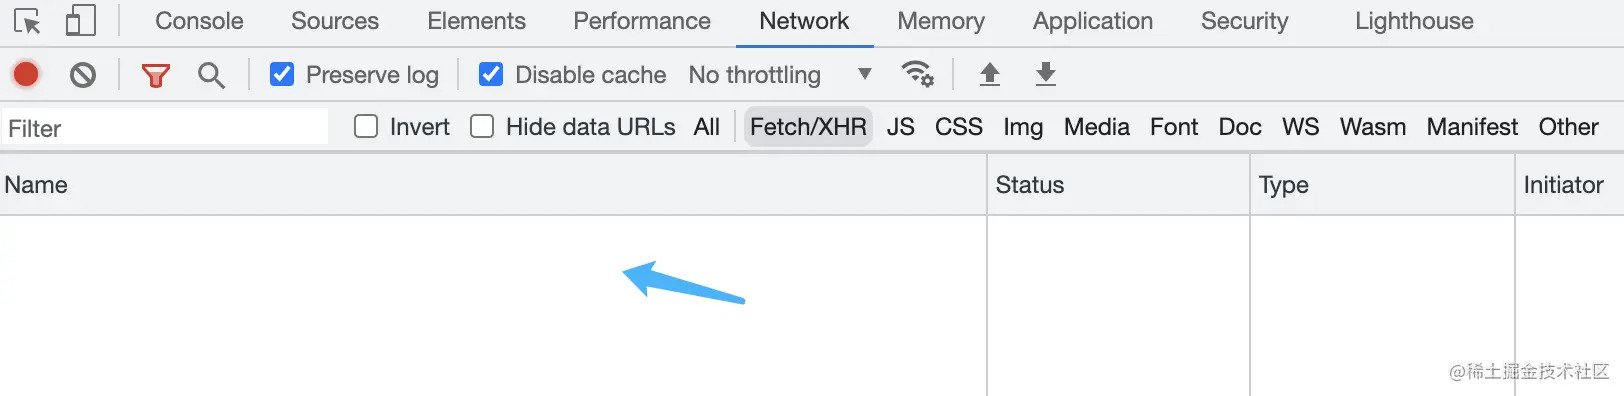 Console Sources Elements Performance Network Memory Application Security Lighthouse
Preserve log Disable cache No throttling
Filter Invert Hide data URLs All Fetch/XHR JS CSS Img Media Font Doc WS Wasm Manifest Other
Name Status Type Initiator
@稀土掘金技术社区